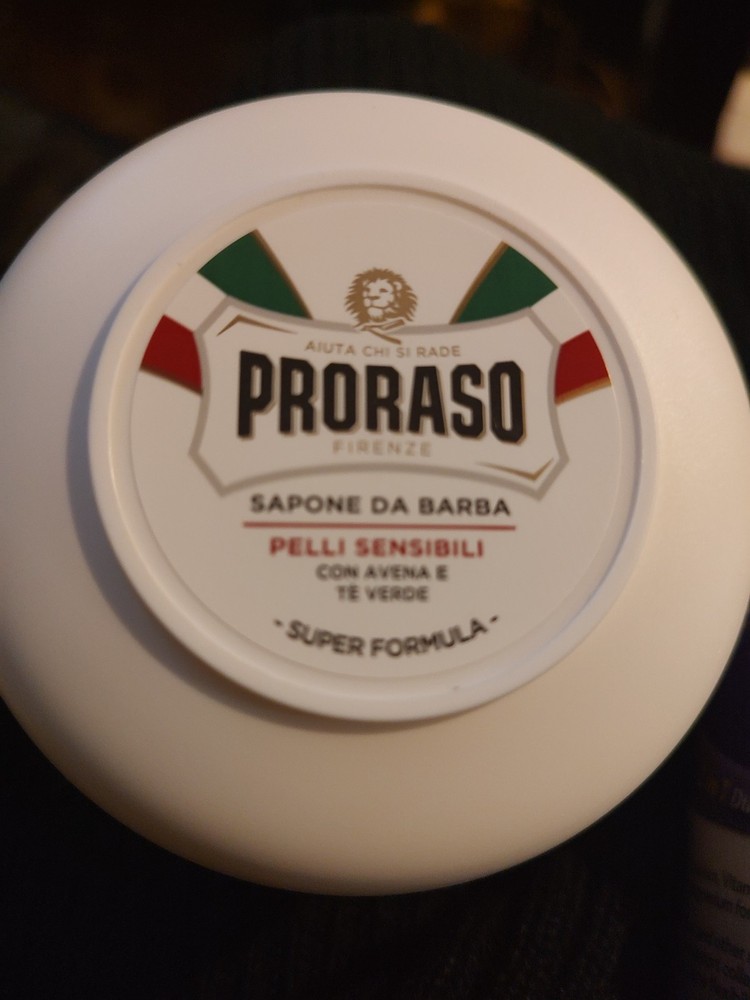 AIUTA CHI SI RADE
PRORASO
FIRENZE
SAPONE DA BARBA
PELLI SENSIBILI
CON AVENA E
TÈ VERDE
- SUPER FORMULA -